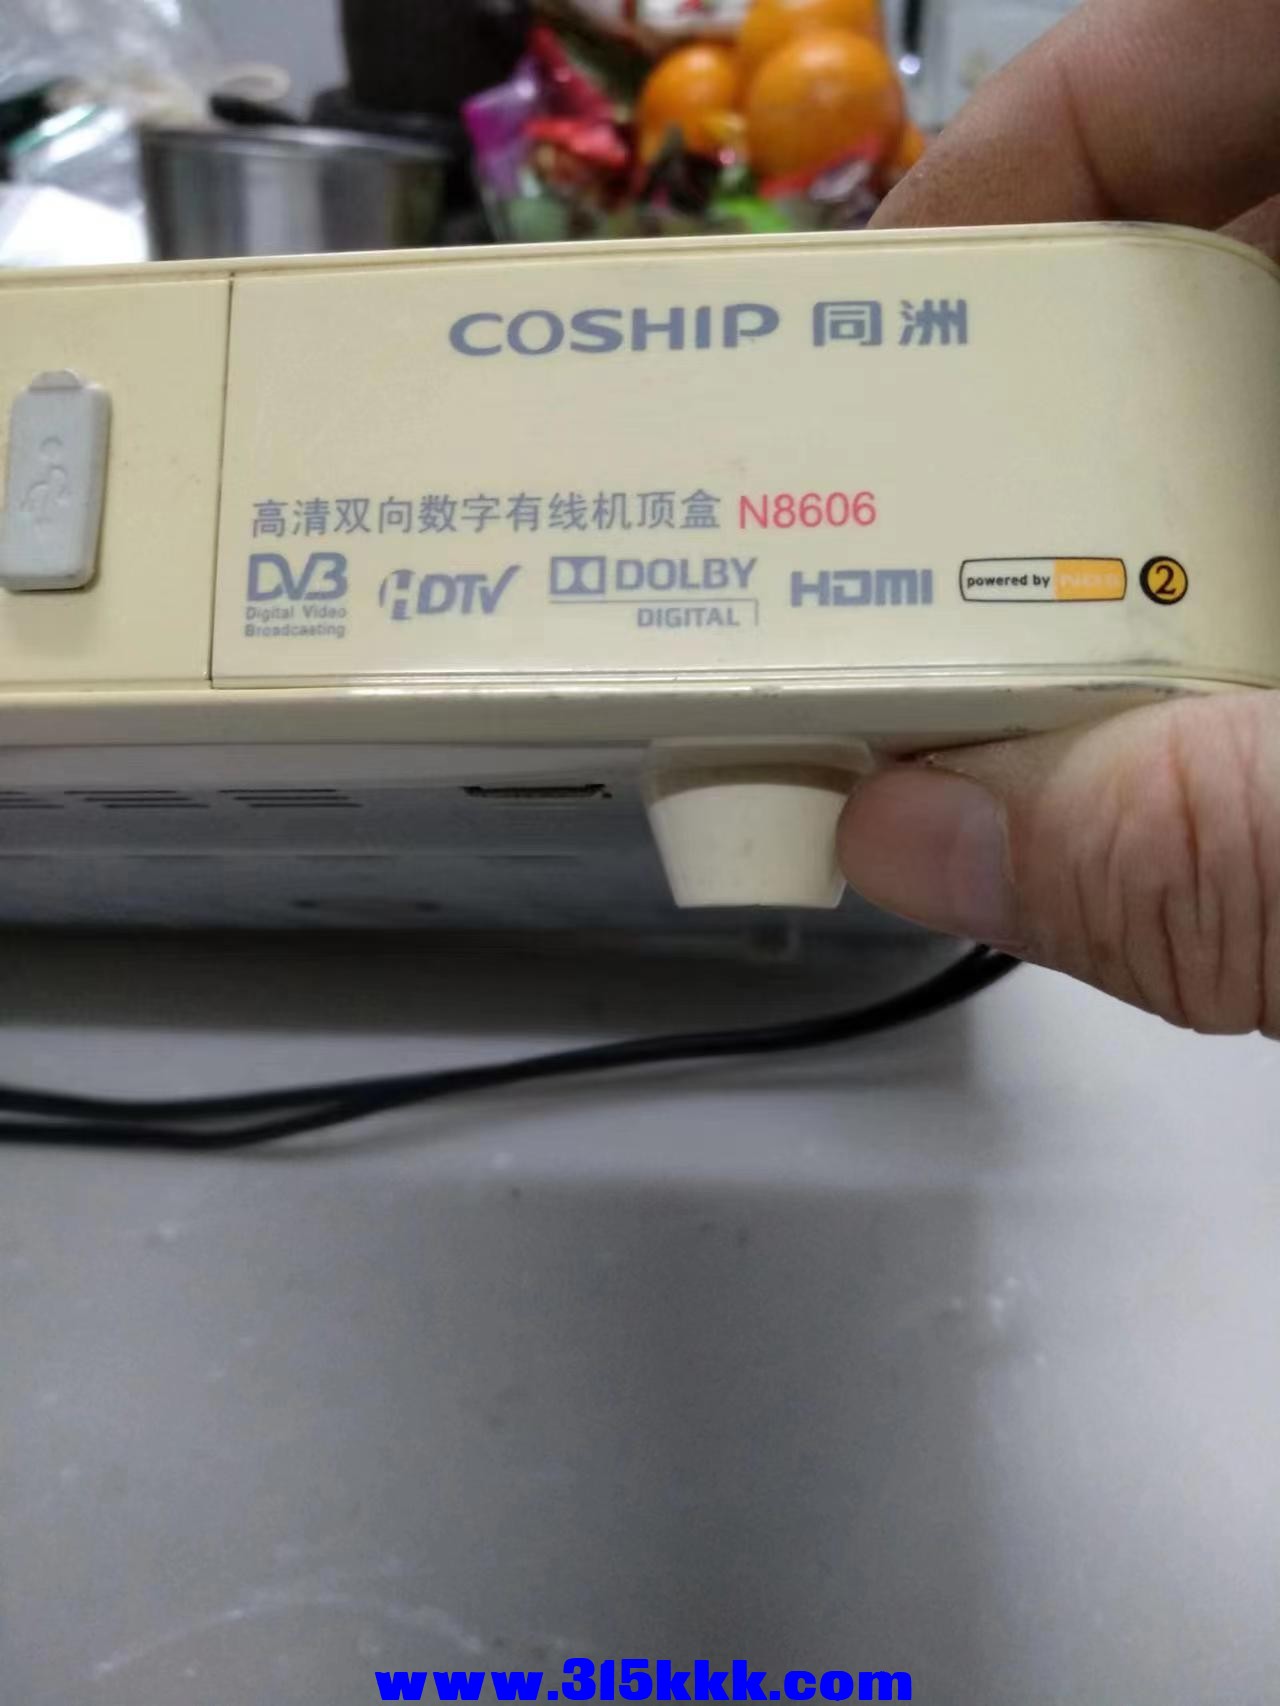 COSHIP 同洲
高清双向数字有线机顶盒 N8606
DVB
Digital Video
Broadcasting
HDTV
DOLBY
DIGITAL
HDMI
powered by
2
www.315kkk.com